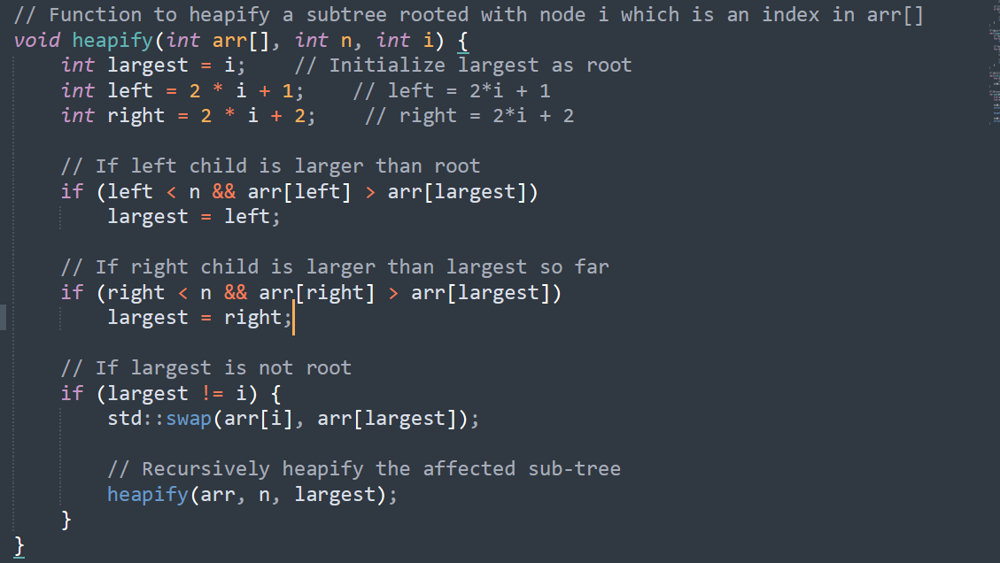 // Function to heapify a subtree rooted with node i which is an index in arr[]
void heapify(int arr[], int n, int i) {
    int largest = i;    // Initialize largest as root
    int left = 2 * i + 1;    // left = 2*i + 1
    int right = 2 * i + 2;    // right = 2*i + 2

    // If left child is larger than root
    if (left < n && arr[left] > arr[largest])
        largest = left;

    // If right child is larger than largest so far
    if (right < n && arr[right] > arr[largest])
        largest = right;

    // If largest is not root
    if (largest != i) {
        std::swap(arr[i], arr[largest]);

        // Recursively heapify the affected sub-tree
        heapify(arr, n, largest);
    }
}